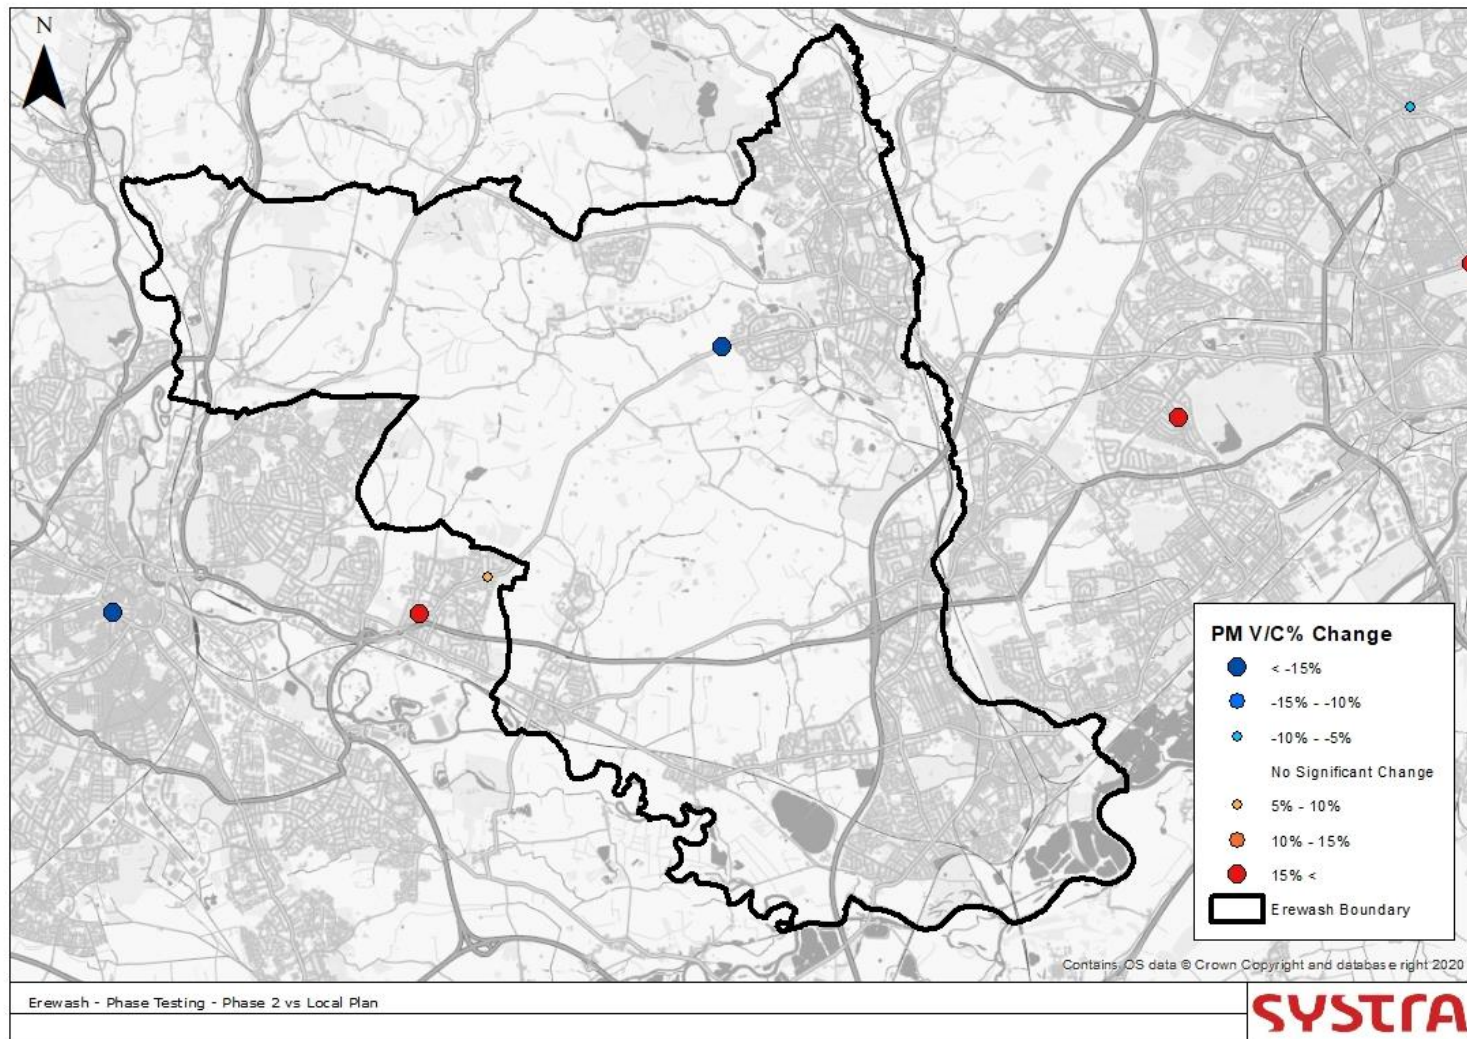 N
PM V/C% Change
< -15%
-15% - -10%
-10% - -5%
No Significant Change
5% - 10%
10% - 15%
15% <
Erewash Boundary
Contains OS data © Crown Copyright and database right 2020
Erewash - Phase Testing - Phase 2 vs Local Plan
SYSTRA